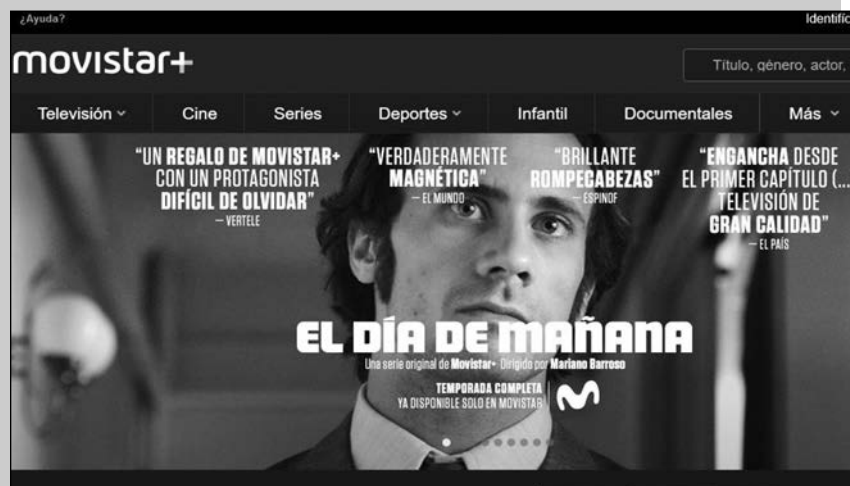 ¿Ayuda?
Identifíc
movistar+
Título, género, actor,
Televisión
Cine
Series
Deportes
Infantil
Documentales
Más
“UN REGALO DE MOVISTAR+
CON UN PROTAGONISTA
DIFÍCIL DE OLVIDAR”
— VERTELE
“VERDADERAMENTE
MAGNÉTICA”
— EL MUNDO
“BRILLANTE
ROMPECABEZAS”
— ESPINOF
“ENGANCHA DESDE
EL PRIMER CAPÍTULO (...
TELEVISIÓN DE
GRAN CALIDAD”
— EL PAÍS
EL DÍA DE MAÑANA
Una serie original de Movistar+ Dirigido por Mariano Barroso
TEMPORADA COMPLETA
YA DISPONIBLE SOLO EN MOVISTAR